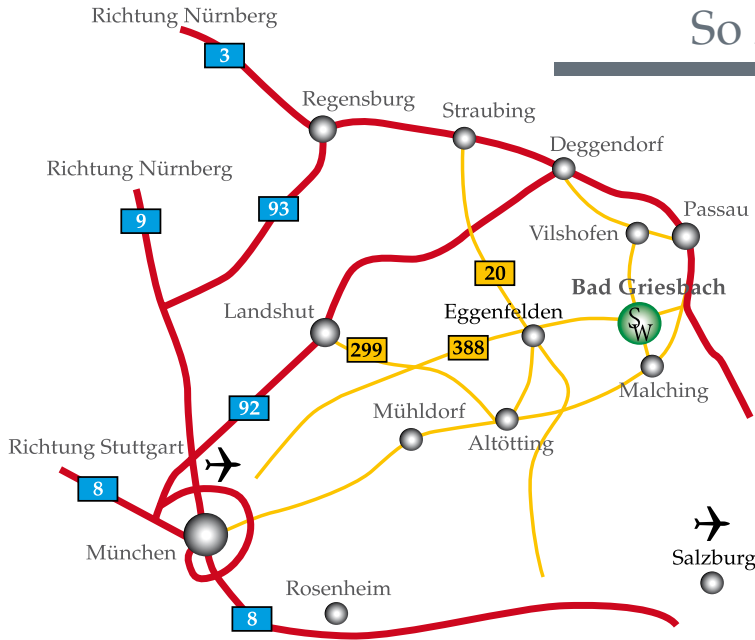 Richtung Nürnberg
So
3
Regensburg
Straubing
Deggendorf
Richtung Nürnberg
93
9
Passau
Vilshofen
20
Bad Griesbach
Landshut
Eggenfelden
SW
299
388
Malching
92
Mühldorf
Altötting
Richtung Stuttgart
8
München
Salzburg
Rosenheim
8